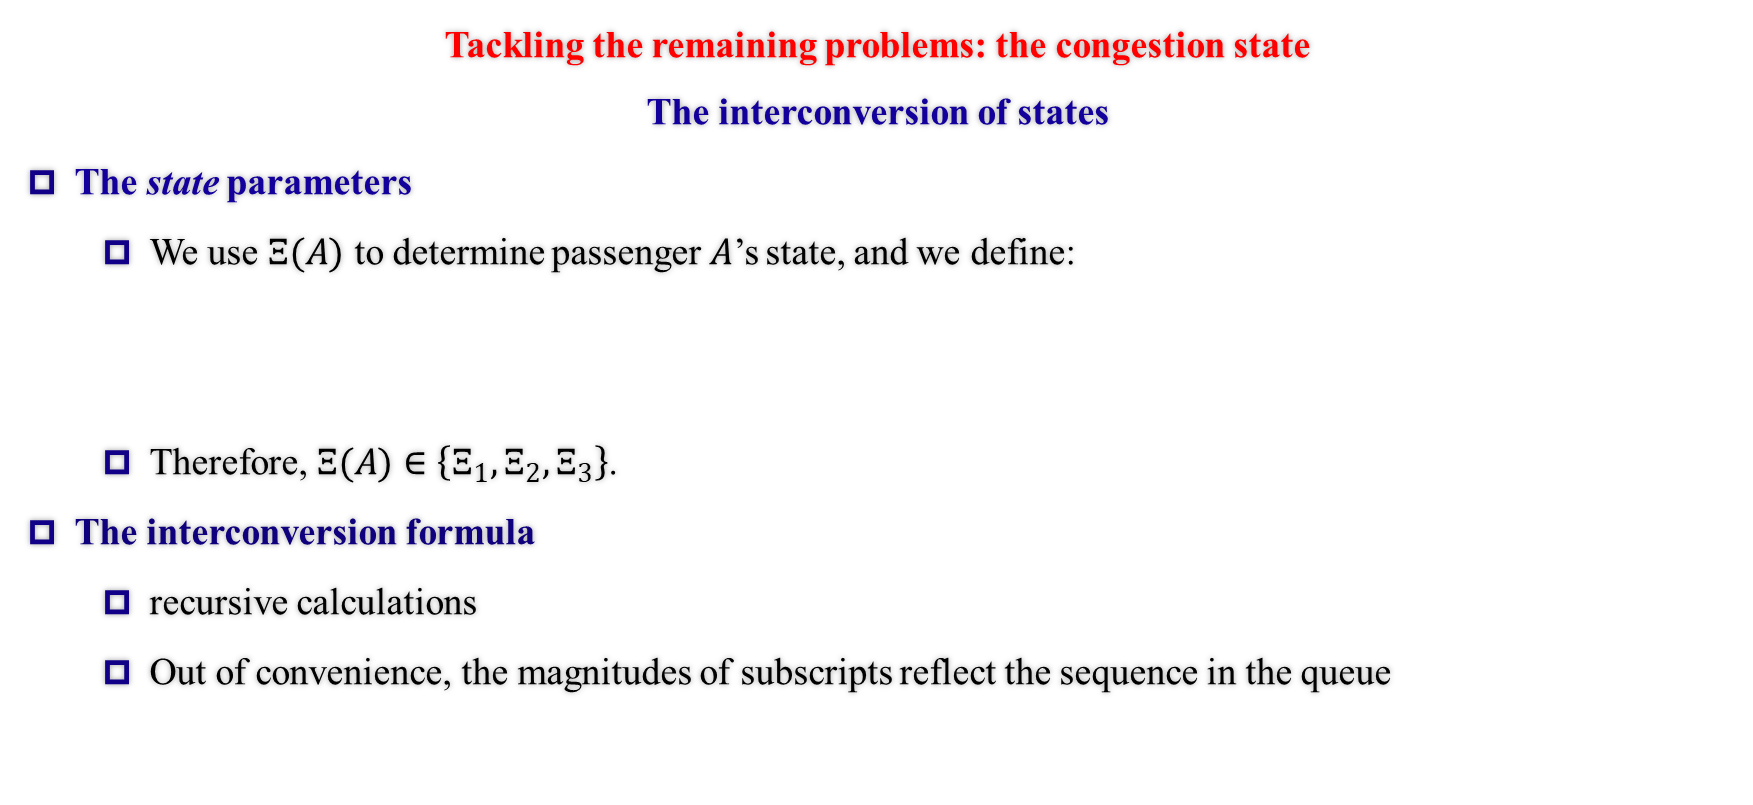 Tackling the remaining problems: the congestion state
The interconversion of states
The state parameters
We use Ξ(A) to determine passenger A’s state, and we define:
Therefore, Ξ(A) ∈ {Ξ₁, Ξ₂, Ξ₃}.
The interconversion formula
recursive calculations
Out of convenience, the magnitudes of subscripts reflect the sequence in the queue